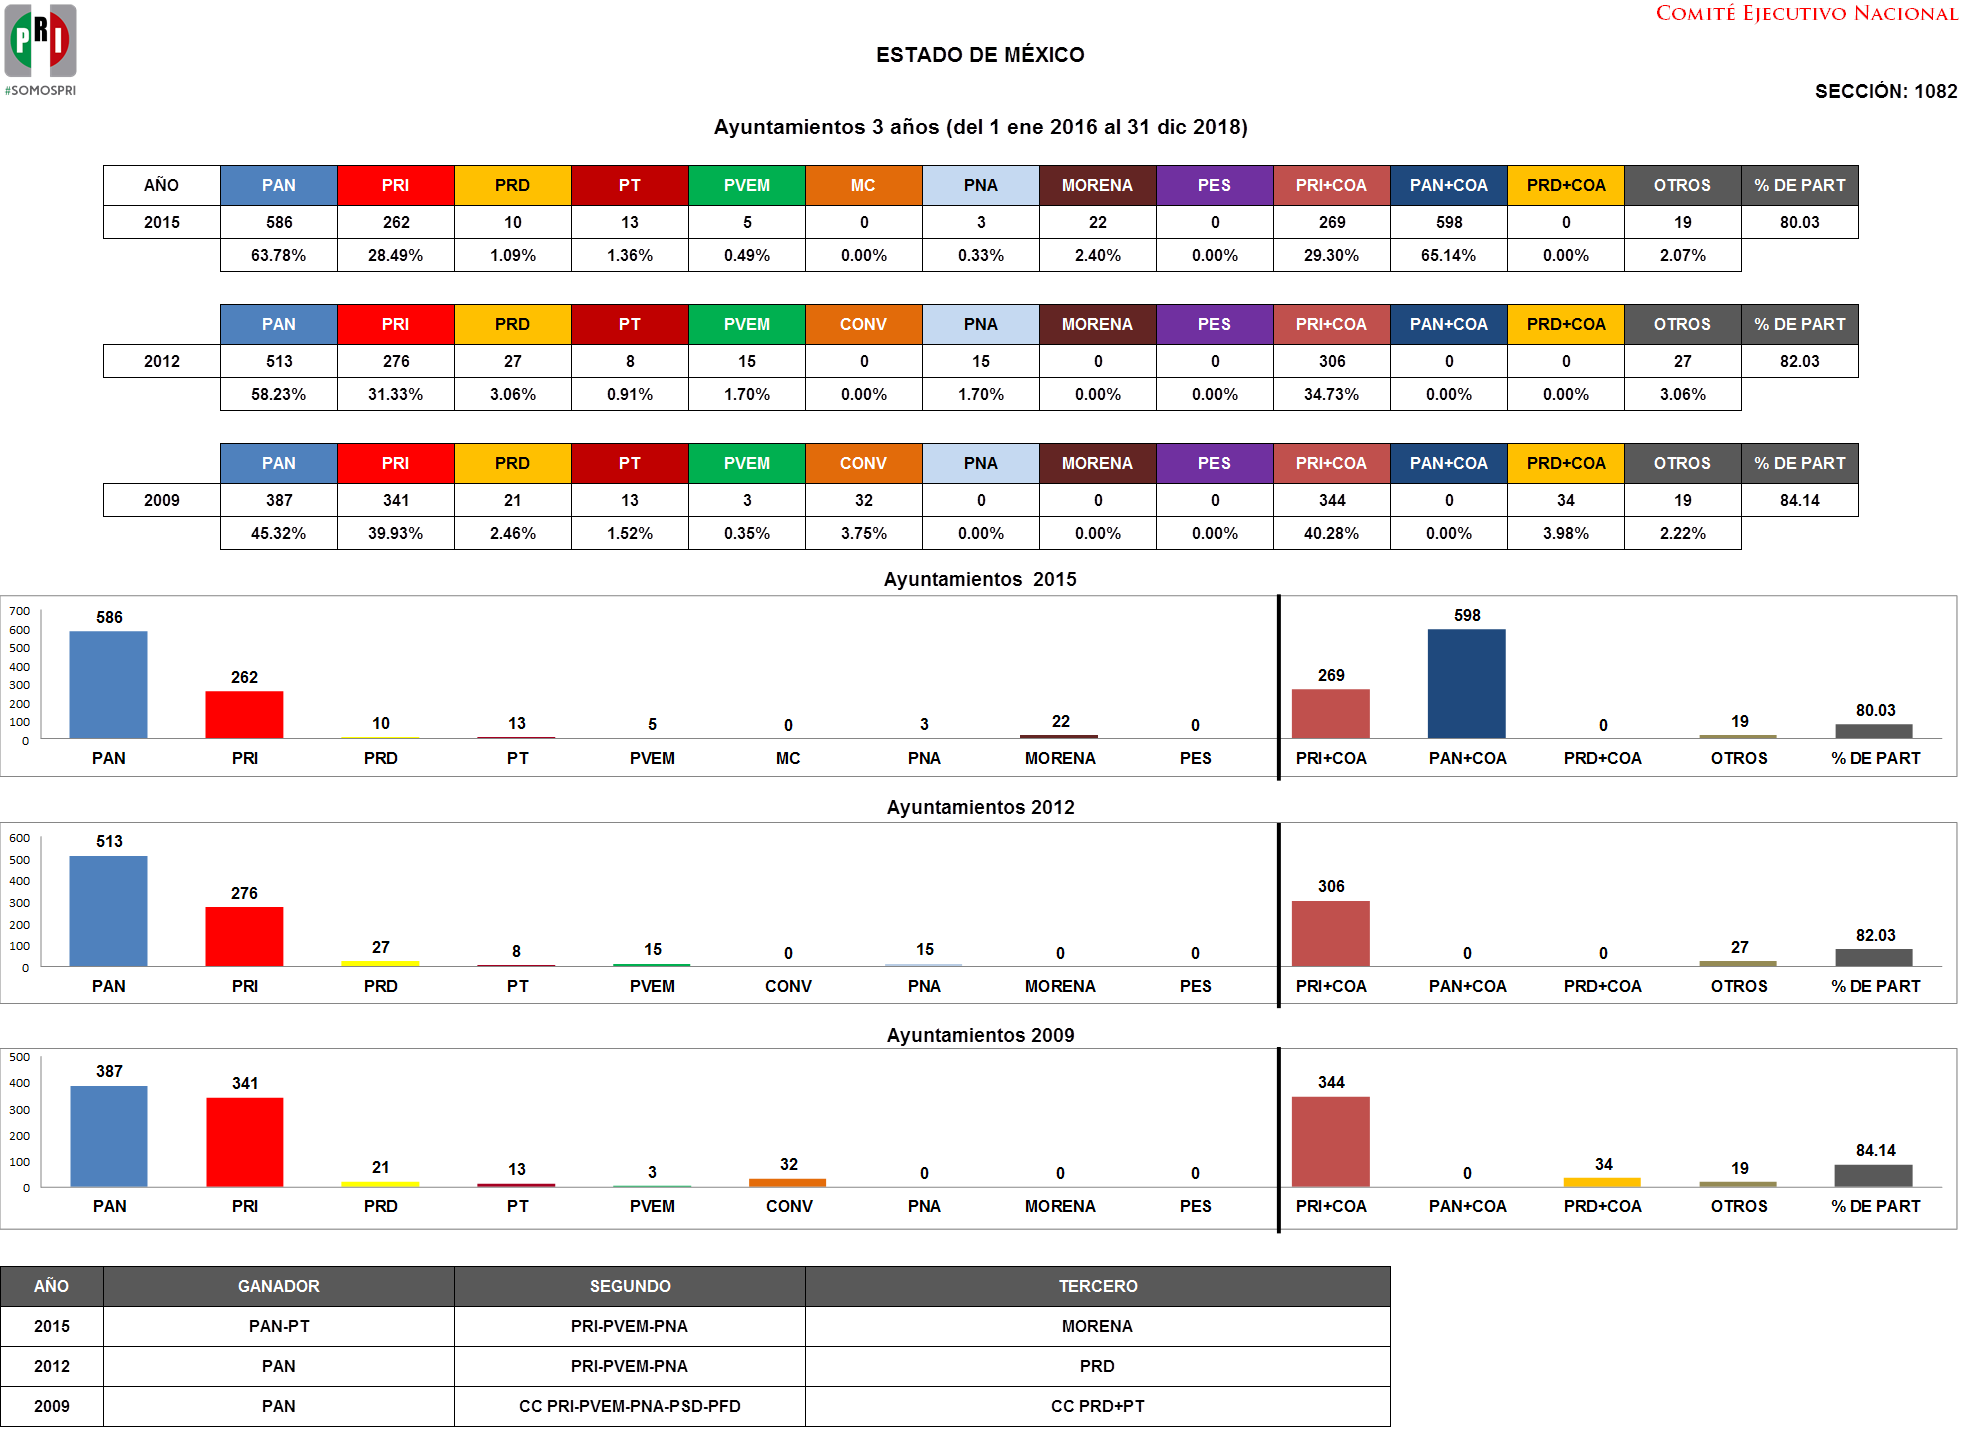 COMITÉ EJECUTIVO NACIONAL
PRI
#SOMOSPRI
ESTADO DE MÉXICO
SECCIÓN: 1082
Ayuntamientos 3 años (del 1 ene 2016 al 31 dic 2018)
AÑO PAN PRI PRD PT PVEM MC PNA MORENA PES PRI+COA PAN+COA PRD+COA OTROS % DE PART
2015 586 262 10 13 5 0 3 22 0 269 598 0 19 80.03
63.78% 28.49% 1.09% 1.36% 0.49% 0.00% 0.33% 2.40% 0.00% 29.30% 65.14% 0.00% 2.07%
PAN PRI PRD PT PVEM CONV PNA MORENA PES PRI+COA PAN+COA PRD+COA OTROS % DE PART
2012 513 276 27 8 15 0 15 0 0 306 0 0 27 82.03
58.23% 31.33% 3.06% 0.91% 1.70% 0.00% 1.70% 0.00% 0.00% 34.73% 0.00% 0.00% 3.06%
PAN PRI PRD PT PVEM CONV PNA MORENA PES PRI+COA PAN+COA PRD+COA OTROS % DE PART
2009 387 341 21 13 3 32 0 0 0 344 0 34 19 84.14
45.32% 39.93% 2.46% 1.52% 0.35% 3.75% 0.00% 0.00% 0.00% 40.28% 0.00% 3.98% 2.22%
Ayuntamientos 2015
700
600
500
400
300
200
100
0
586 262 10 13 5 0 3 22 0 269 598 0 19 80.03
PAN PRI PRD PT PVEM MC PNA MORENA PES PRI+COA PAN+COA PRD+COA OTROS % DE PART
Ayuntamientos 2012
600
500
400
300
200
100
0
513 276 27 8 15 0 15 0 0 306 0 0 27 82.03
PAN PRI PRD PT PVEM CONV PNA MORENA PES PRI+COA PAN+COA PRD+COA OTROS % DE PART
Ayuntamientos 2009
500
400
300
200
100
0
387 341 21 13 3 32 0 0 0 344 0 34 19 84.14
PAN PRI PRD PT PVEM CONV PNA MORENA PES PRI+COA PAN+COA PRD+COA OTROS % DE PART
AÑO GANADOR SEGUNDO TERCERO
2015 PAN-PT PRI-PVEM-PNA MORENA
2012 PAN PRI-PVEM-PNA PRD
2009 PAN CC PRI-PVEM-PNA-PSD-PFD CC PRD+PT